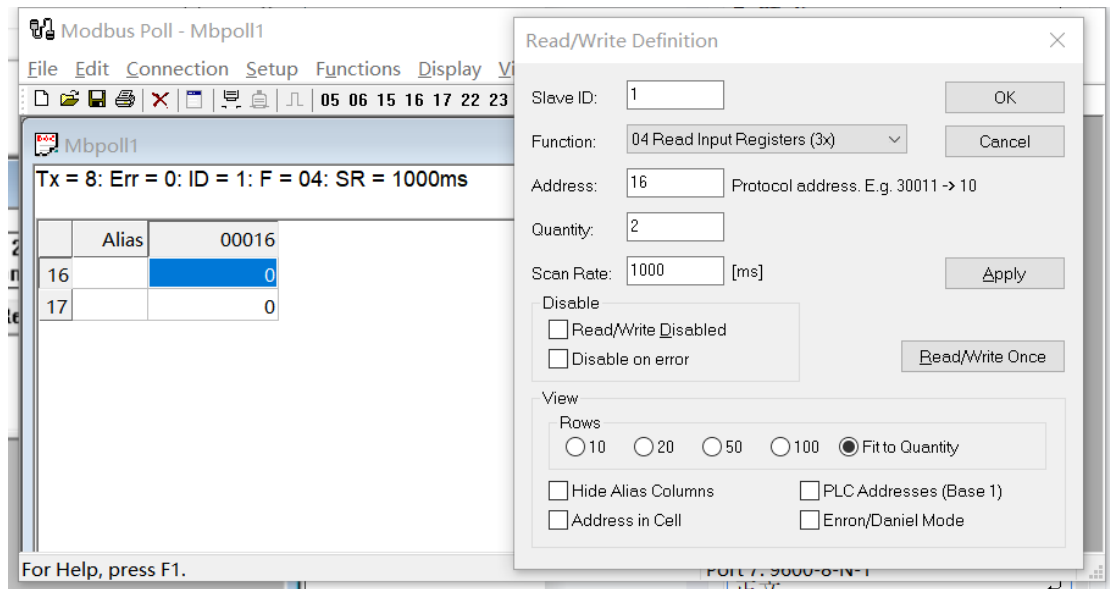 Modbus Poll - Mbpoll1
File Edit Connection Setup Functions Display Vi
05 06 15 16 17 22 23
Mbpoll1
Tx = 8: Err = 0: ID = 1: F = 04: SR = 1000ms
Alias 00016
16 0
17 0
For Help, press F1.
Port 7: 9600-8-N-1
Read/Write Definition
Slave ID: 1 OK
Function: 04 Read Input Registers (3x) Cancel
Address: 16 Protocol address. E.g. 30011 -> 10
Quantity: 2
Scan Rate: 1000 [ms] Apply
Disable
Read/Write Disabled
Disable on error
Read/Write Once
View
Rows
10 20 50 100 Fit to Quantity
Hide Alias Columns PLC Addresses (Base 1)
Address in Cell Enron/Daniel Mode